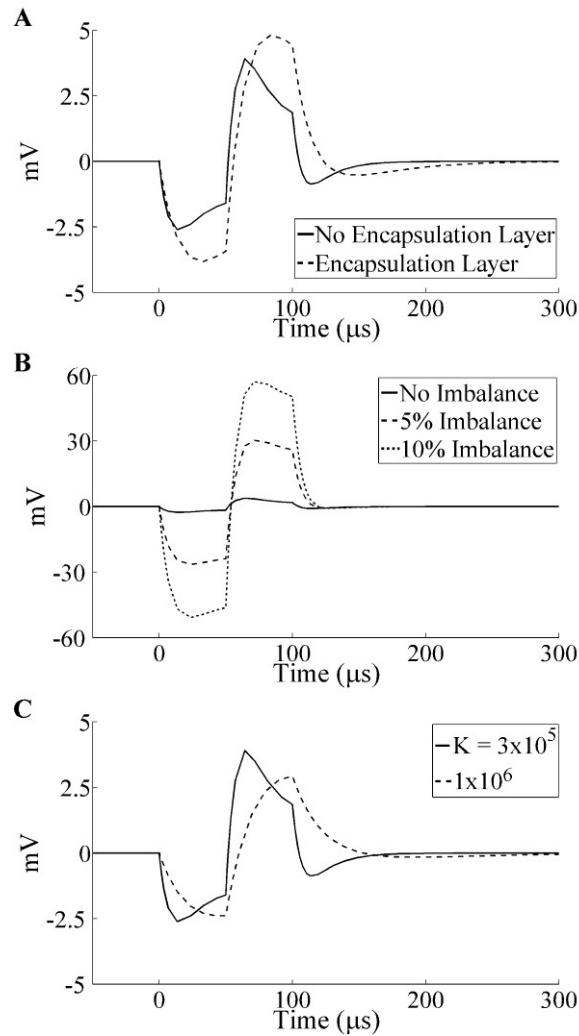 A
5
2.5
0
-2.5
-5
mV
No Encapsulation Layer
Encapsulation Layer
0 100 200 300
Time (μs)
B
60
30
0
-30
-60
mV
No Imbalance
5% Imbalance
10% Imbalance
0 100 200 300
Time (μs)
C
5
2.5
0
-2.5
-5
mV
K = 3x10⁵
1x10⁶
0 100 200 300
Time (μs)